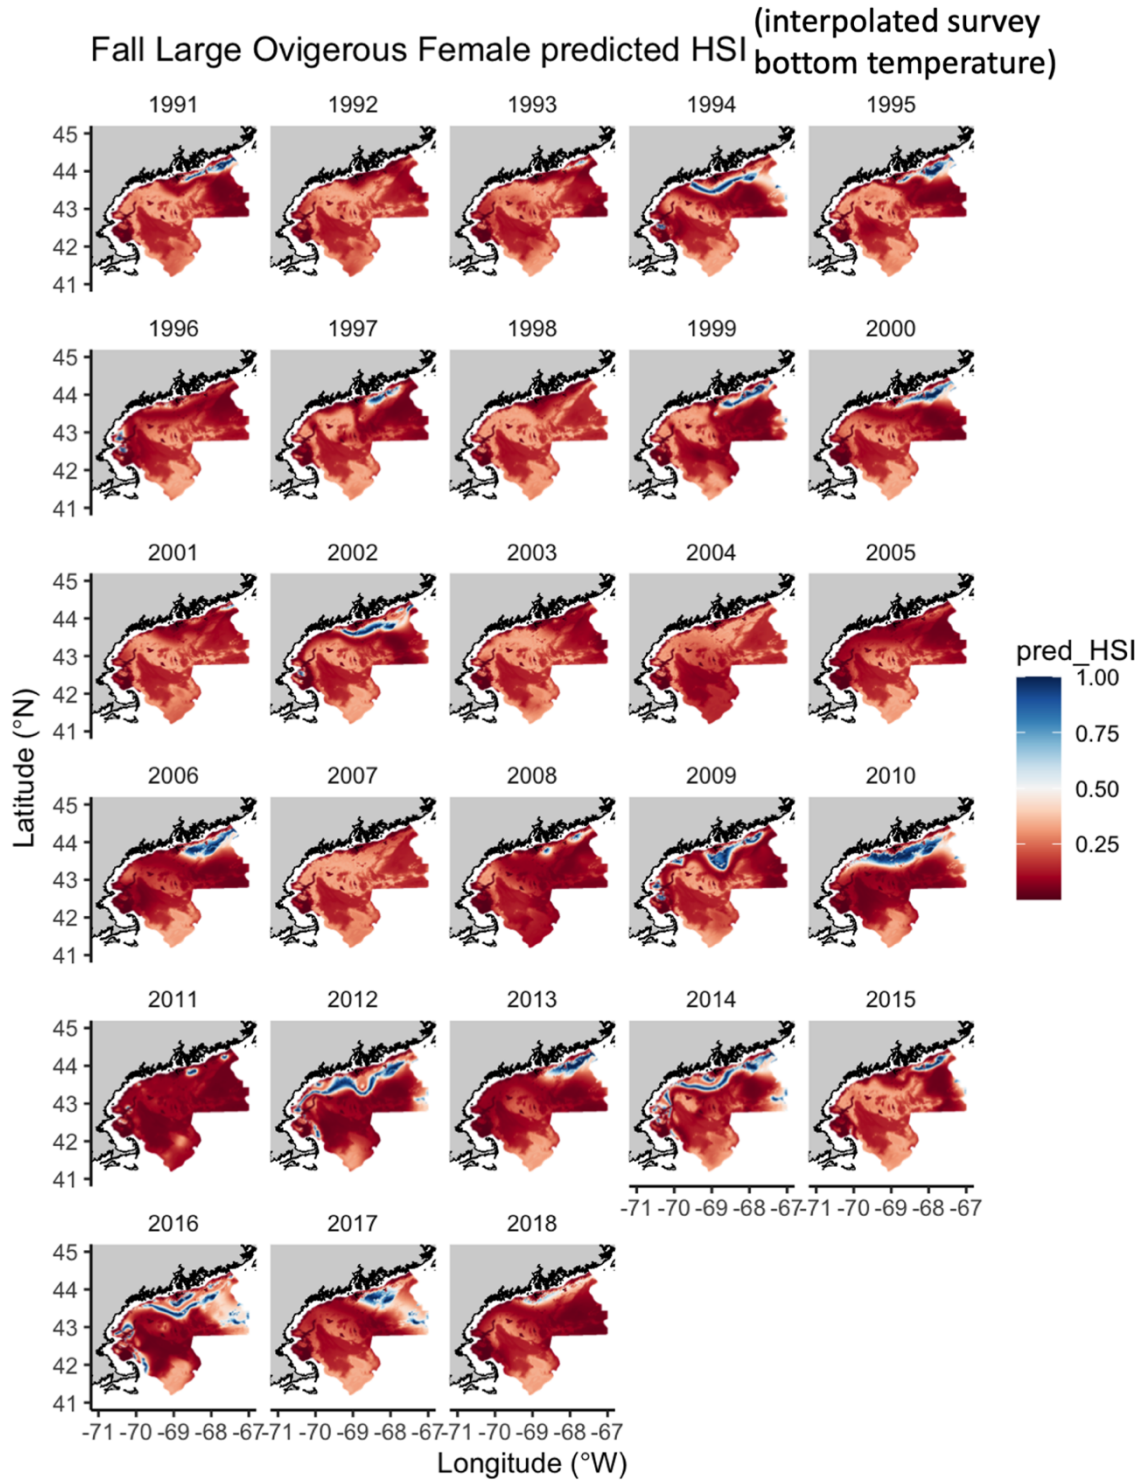 (interpolated survey
Fall Large Ovigerous Female predicted HSI bottom temperature)
1991 1992 1993 1994 1995
45
44
43
42
41
1996 1997 1998 1999 2000
45
44
43
42
41
2001 2002 2003 2004 2005
45
44
43
42
41
2006 2007 2008 2009 2010
45
44
43
42
41
2011 2012 2013 2014 2015
45
44
43
42
41
-71 -70 -69 -68 -67 -71 -70 -69 -68 -67
2016 2017 2018
45
44
43
42
41
-71 -70 -69 -68 -67 -71 -70 -69 -68 -67 -71 -70 -69 -68 -67
Longitude (°W)
Latitude (°N)
pred_HSI
1.00
0.75
0.50
0.25